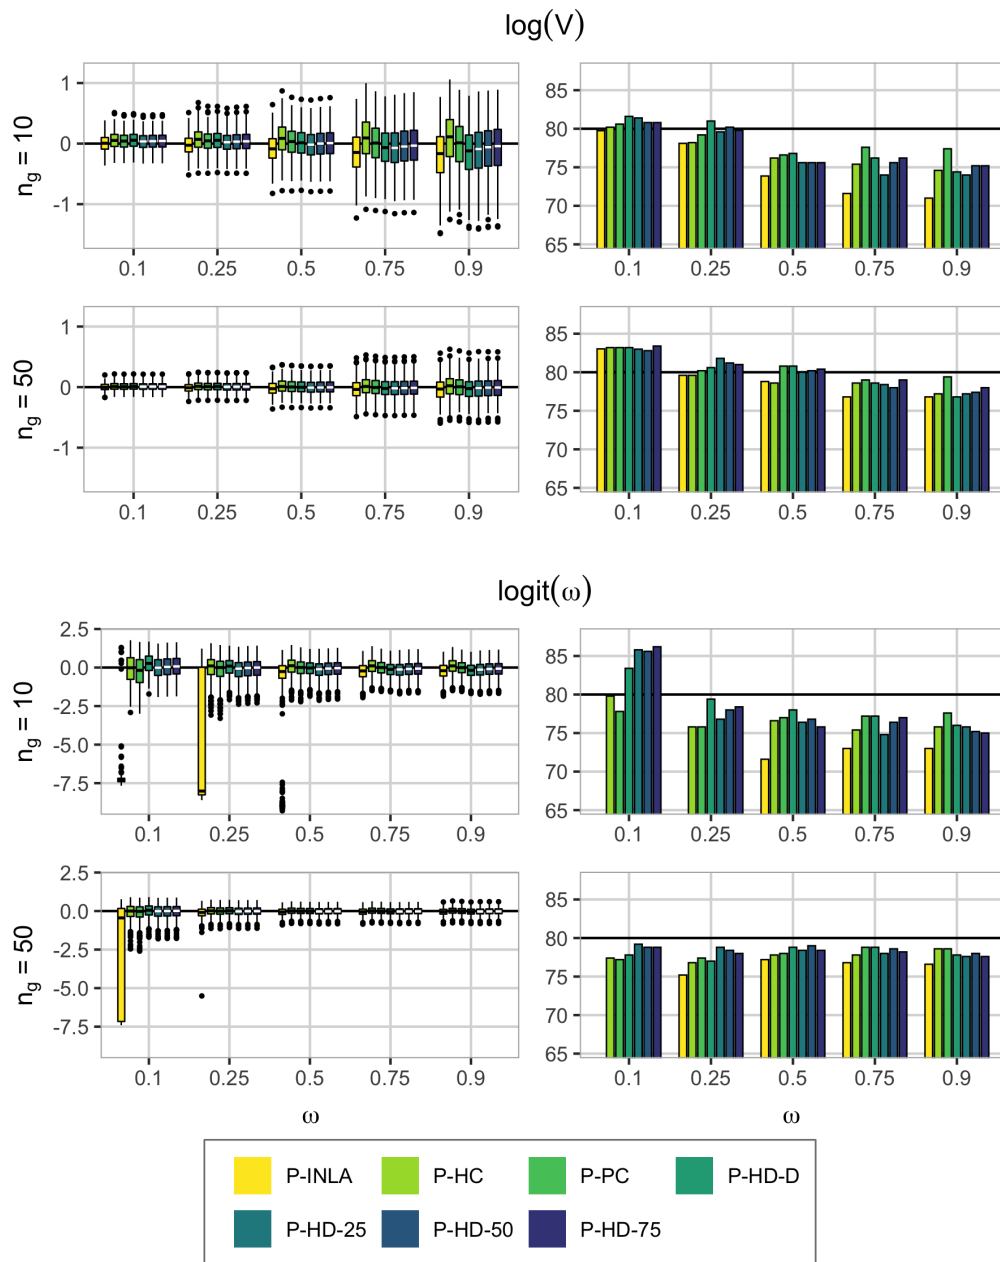 log(V)
1
0
-1
n_g = 10
0.1 0.25 0.5 0.75 0.9
85
80
75
70
65
0.1 0.25 0.5 0.75 0.9
1
0
-1
n_g = 50
0.1 0.25 0.5 0.75 0.9
85
80
75
70
65
0.1 0.25 0.5 0.75 0.9
logit(ω)
2.5
0.0
-2.5
-5.0
-7.5
n_g = 10
0.1 0.25 0.5 0.75 0.9
85
80
75
70
65
0.1 0.25 0.5 0.75 0.9
2.5
0.0
-2.5
-5.0
-7.5
n_g = 50
0.1 0.25 0.5 0.75 0.9
85
80
75
70
65
0.1 0.25 0.5 0.75 0.9
ω ω
P-INLA P-HC P-PC P-HD-D
P-HD-25 P-HD-50 P-HD-75